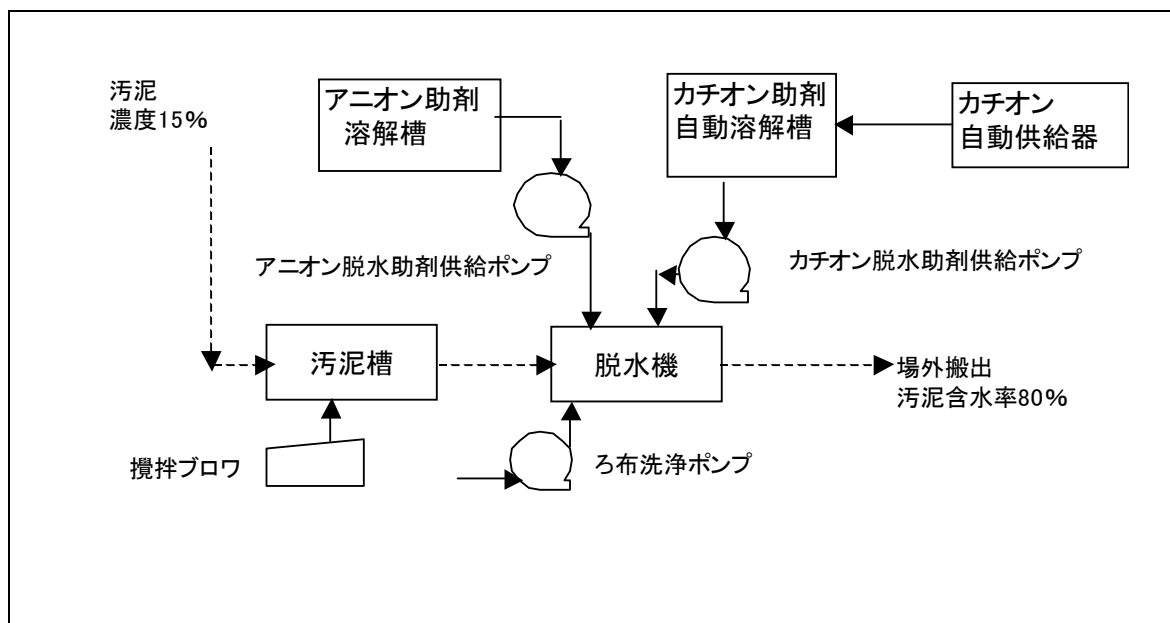 汚泥
濃度15%
アニオン助剤
溶解槽
カチオン助剤
自動溶解槽
カチオン
自動供給器
アニオン脱水助剤供給ポンプ
カチオン脱水助剤供給ポンプ
汚泥槽
脱水機
場外搬出
汚泥含水率80%
攪拌ブロワ
ろ布洗浄ポンプ